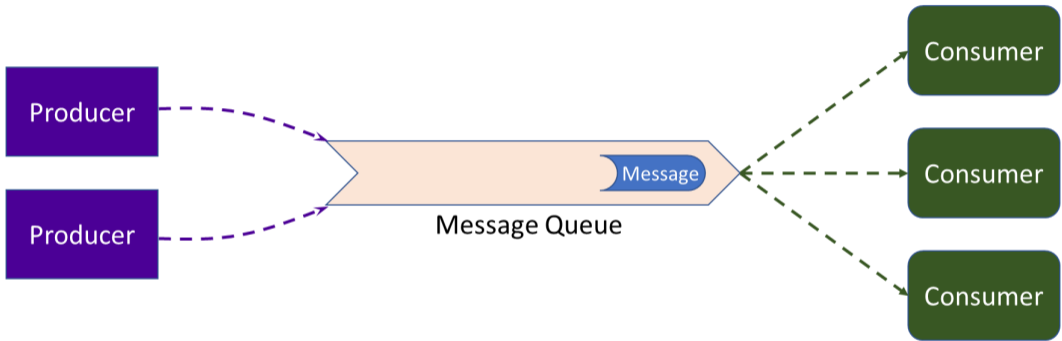 Producer
Producer
Message
Message Queue
Consumer
Consumer
Consumer